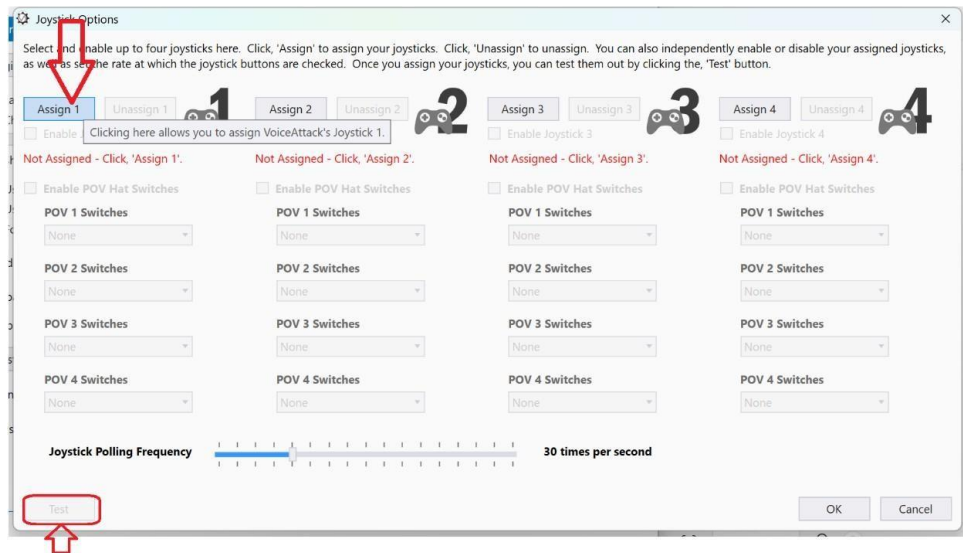 Joystick Options
Select and enable up to four joysticks here. Click, 'Assign' to assign your joysticks. Click, 'Unassign' to unassign. You can also independently enable or disable your assigned joysticks,
as well as set the rate at which the joystick buttons are checked. Once you assign your joysticks, you can test them out by clicking the, 'Test' button.
Assign 1 Unassign 1 1 Assign 2 Unassign 2 2 Assign 3 Unassign 3 3 Assign 4 Unassign 4 4
Enable Clicking here allows you to assign VoiceAttack's Joystick 1. Enable Joystick 3 Enable Joystick 4
Not Assigned - Click, 'Assign 1'. Not Assigned - Click, 'Assign 2'. Not Assigned - Click, 'Assign 3'. Not Assigned - Click, 'Assign 4'.
Enable POV Hat Switches Enable POV Hat Switches Enable POV Hat Switches Enable POV Hat Switches
POV 1 Switches POV 1 Switches POV 1 Switches POV 1 Switches
None None None None
POV 2 Switches POV 2 Switches POV 2 Switches POV 2 Switches
None None None None
POV 3 Switches POV 3 Switches POV 3 Switches POV 3 Switches
None None None None
POV 4 Switches POV 4 Switches POV 4 Switches POV 4 Switches
None None None None
Joystick Polling Frequency 30 times per second
Test OK Cancel